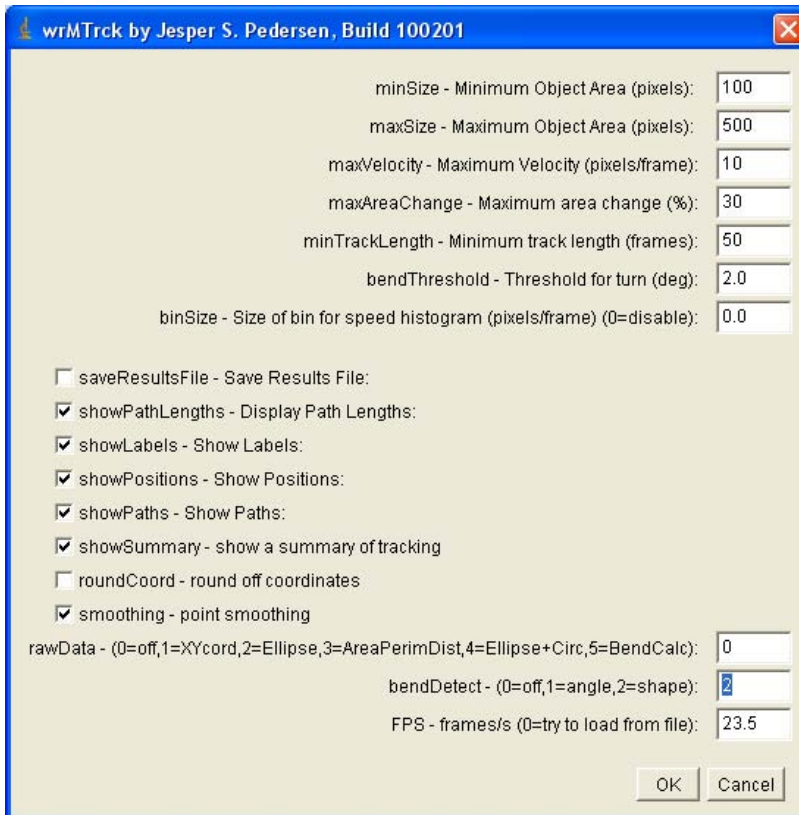 wrMTrck by Jesper S. Pedersen, Build 100201
minSize - Minimum Object Area (pixels): 100
maxSize - Maximum Object Area (pixels): 500
maxVelocity - Maximum Velocity (pixels/frame): 10
maxAreaChange - Maximum area change (%): 30
minTrackLength - Minimum track length (frames): 50
bendThreshold - Threshold for turn (deg): 2.0
binSize - Size of bin for speed histogram (pixels/frame) (0=disable): 0.0
saveResultsFile - Save Results File:
showPathLengths - Display Path Lengths:
showLabels - Show Labels:
showPositions - Show Positions:
showPaths - Show Paths:
showSummary - show a summary of tracking
roundCoord - round off coordinates
smoothing - point smoothing
rawData - (0=off,1=XYcord,2=Ellipse,3=AreaPerimDist,4=Ellipse+Circ,5=BendCalc): 0
bendDetect - (0=off,1=angle,2=shape): 2
FPS - frames/s (0=try to load from file): 23.5
OK Cancel